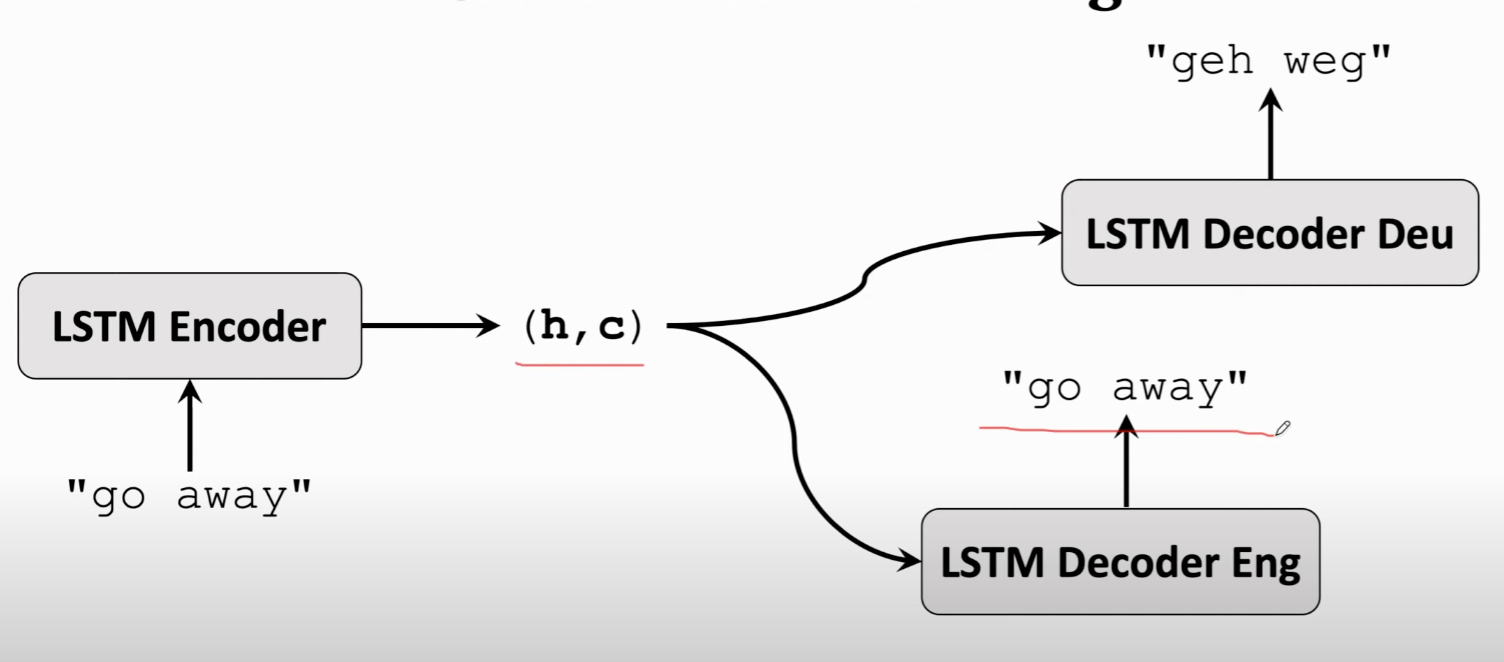 "geh weg"
LSTM Decoder Deu
LSTM Encoder
(h,c)
"go away"
"go away"
LSTM Decoder Eng